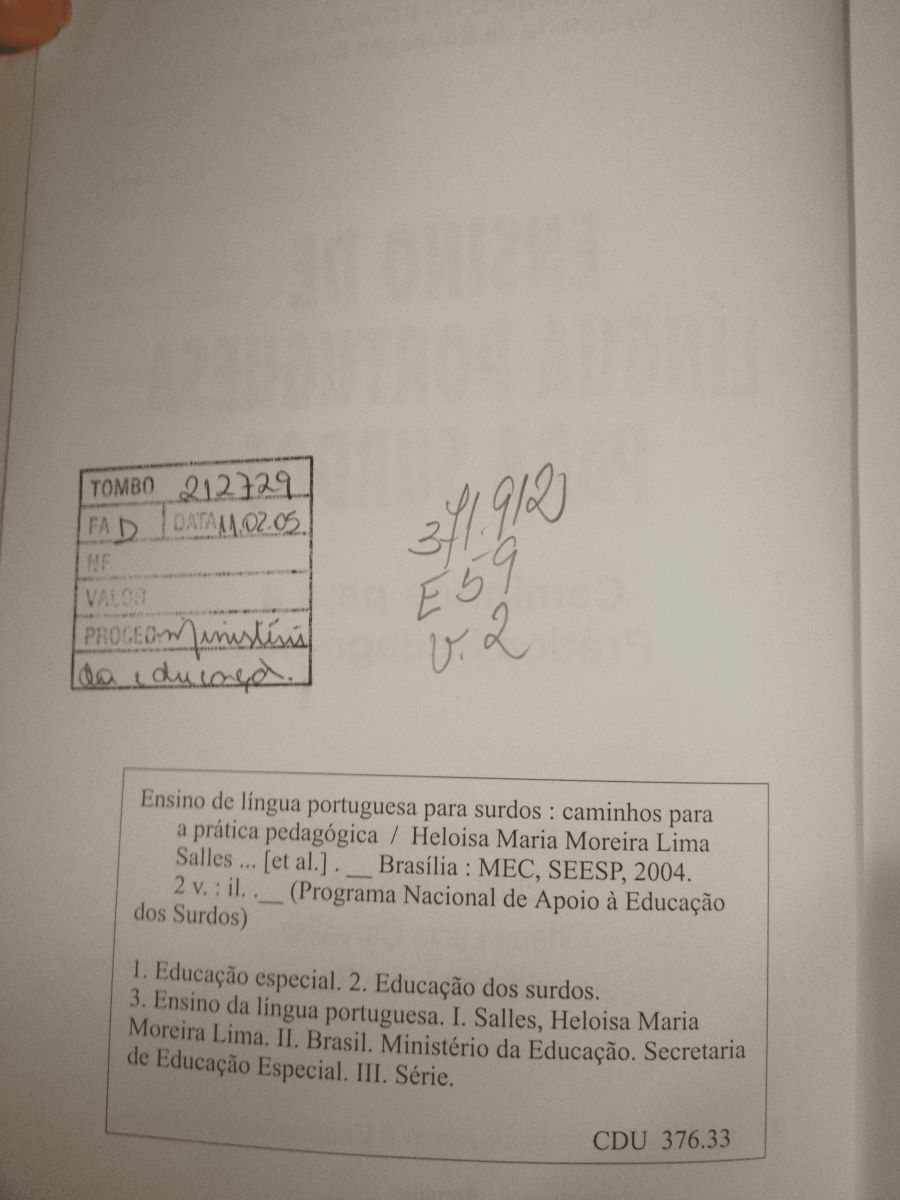 TOMBO 212729
FA D DATA 11.02.05
NF
VALOR
PROCED Ministério
da educação.
371.912
E 59
v. 2
Ensino de língua portuguesa para surdos : caminhos para
a prática pedagógica / Heloisa Maria Moreira Lima
Salles ... [et al.] . __ Brasília : MEC, SEESP, 2004.
2 v. : il. .__ (Programa Nacional de Apoio à Educação
dos Surdos)
1. Educação especial. 2. Educação dos surdos.
3. Ensino da língua portuguesa. I. Salles, Heloisa Maria
Moreira Lima. II. Brasil. Ministério da Educação. Secretaria
de Educação Especial. III. Série.
CDU 376.33